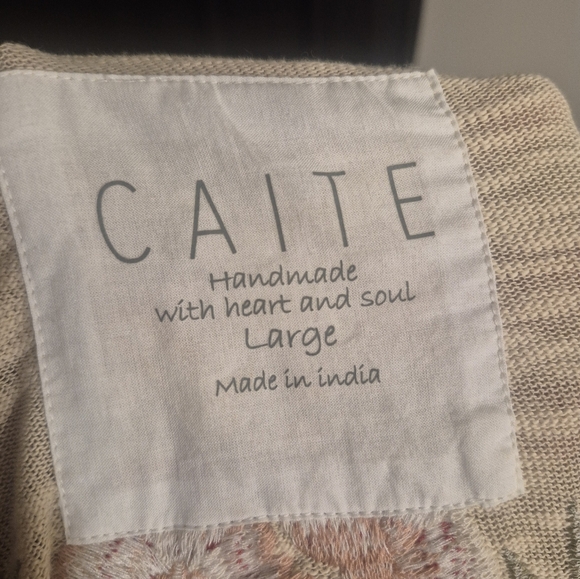 CAITE
Handmade
with heart and soul
Large
Made in india